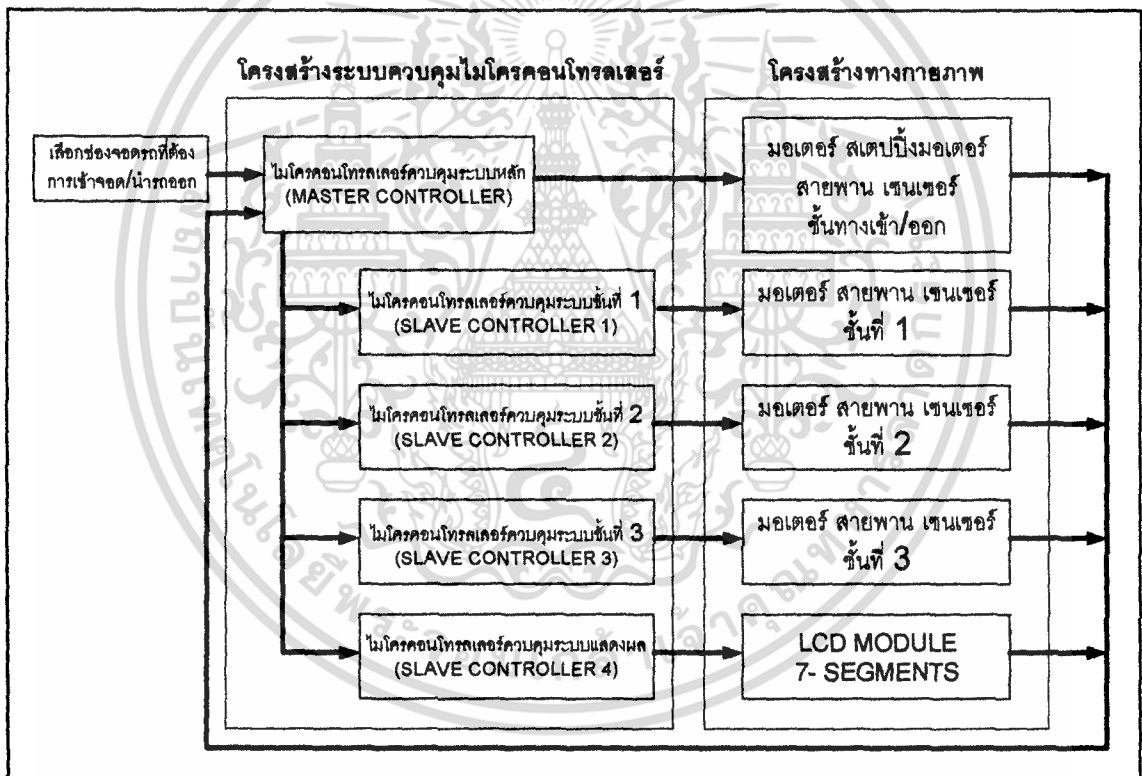 โครงสร้างระบบควบคุมไมโครคอนโทรลเลอร์
โครงสร้างทางกายภาพ
เลือกช่องจอดรถที่ต้อง
การเข้าจอด/นำรถออก
ไมโครคอนโทรลเลอร์ควบคุมระบบหลัก
(MASTER CONTROLLER)
มอเตอร์ สเตปปิ้งมอเตอร์
สายพาน เซนเซอร์
ชั้นทางเข้า/ออก
ไมโครคอนโทรลเลอร์ควบคุมระบบชั้นที่ 1
(SLAVE CONTROLLER 1)
มอเตอร์ สายพาน เซนเซอร์
ชั้นที่ 1
ไมโครคอนโทรลเลอร์ควบคุมระบบชั้นที่ 2
(SLAVE CONTROLLER 2)
มอเตอร์ สายพาน เซนเซอร์
ชั้นที่ 2
ไมโครคอนโทรลเลอร์ควบคุมระบบชั้นที่ 3
(SLAVE CONTROLLER 3)
มอเตอร์ สายพาน เซนเซอร์
ชั้นที่ 3
ไมโครคอนโทรลเลอร์ควบคุมระบบแสดงผล
(SLAVE CONTROLLER 4)
LCD MODULE
7- SEGMENTS